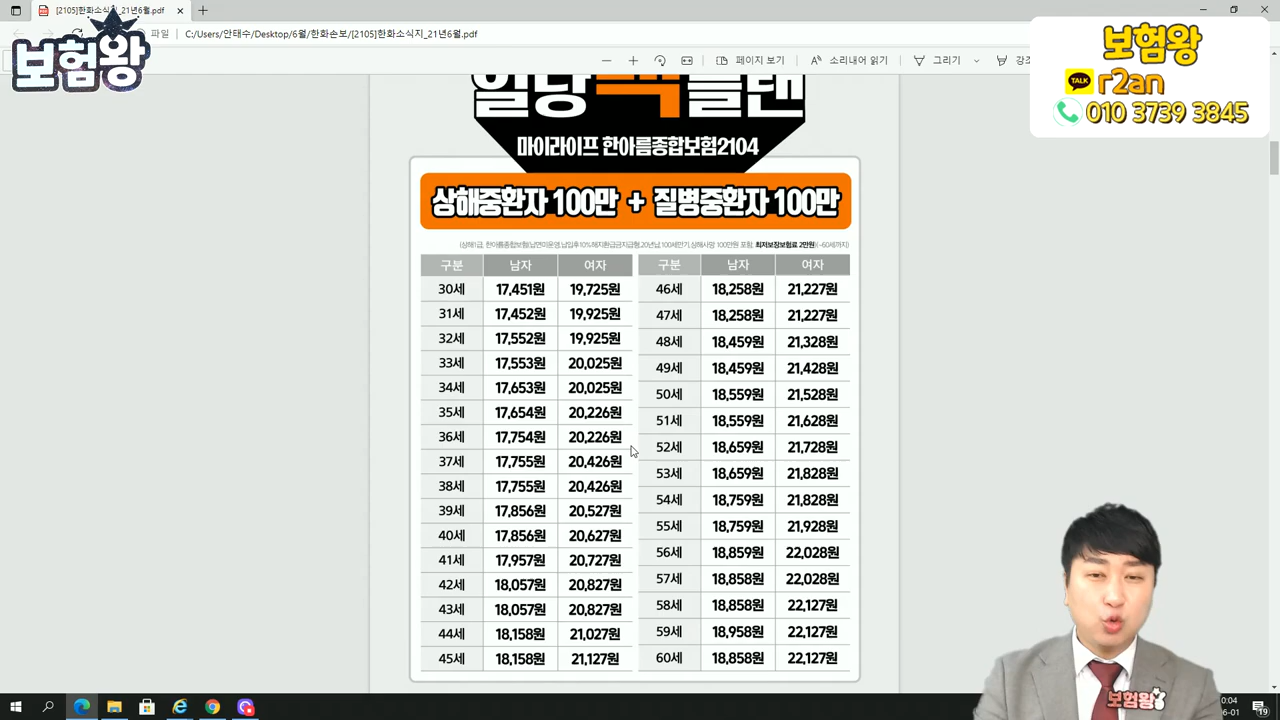 [2105]한화소식지_21년6월.pdf
파일
C:/Users/안태수/Desktop/6월/한화손보/[2105]한화소식지_21년6월.pdf
페이지 보기
소리내어 읽기
그리기
강조
보험왕
보험왕
TALK r2an
010 3739 3845
일당팩플랜
마이라이프 한아름종합보험2104
상해중환자 100만 + 질병중환자 100만
구분 남자 여자 구분 남자 여자
30세 17,451원 19,725원 46세 18,258원 21,227원
31세 17,452원 19,925원 47세 18,258원 21,227원
32세 17,552원 19,925원 48세 18,459원 21,328원
33세 17,553원 20,025원 49세 18,459원 21,428원
34세 17,653원 20,025원 50세 18,559원 21,528원
35세 17,654원 20,226원 51세 18,559원 21,628원
36세 17,754원 20,226원 52세 18,659원 21,728원
37세 17,755원 20,426원 53세 18,659원 21,828원
38세 17,755원 20,426원 54세 18,759원 21,828원
39세 17,856원 20,527원 55세 18,759원 21,928원
40세 17,856원 20,627원 56세 18,859원 22,028원
41세 17,957원 20,727원 57세 18,858원 22,028원
42세 18,057원 20,827원 58세 18,858원 22,127원
43세 18,057원 20,827원 59세 18,958원 22,127원
44세 18,158원 21,027원 60세 18,858원 22,127원
45세 18,158원 21,127원
보험왕
0:04
6-01
19